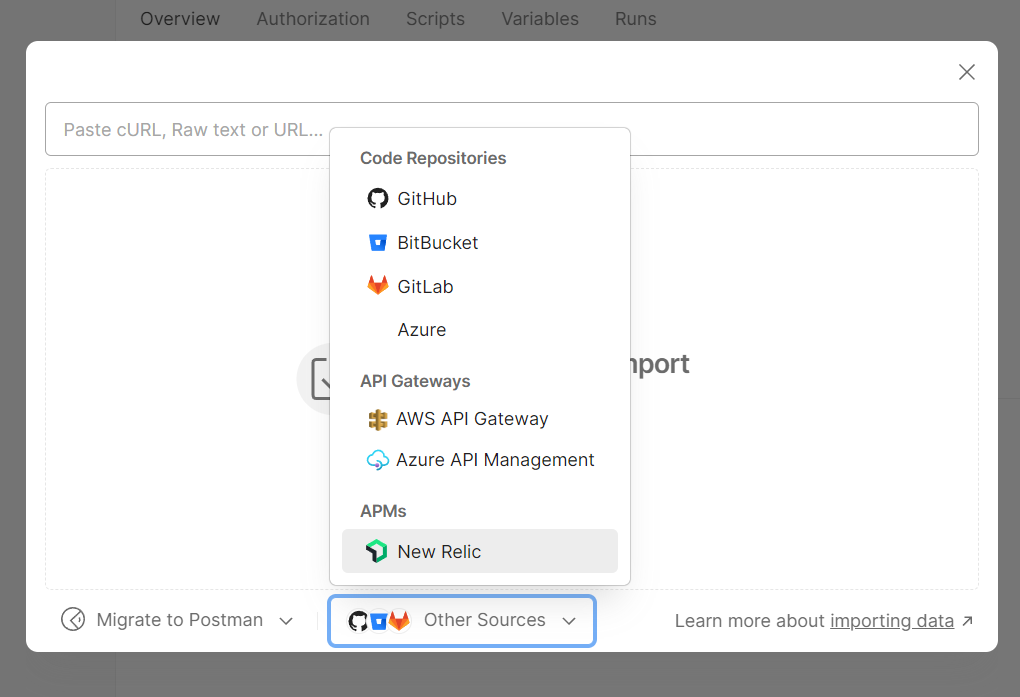 Overview Authorization Scripts Variables Runs
Paste cURL, Raw text or URL...
Code Repositories
GitHub
BitBucket
GitLab
Azure
API Gateways
AWS API Gateway
Azure API Management
APMs
New Relic
Migrate to Postman
Other Sources
Learn more about importing data